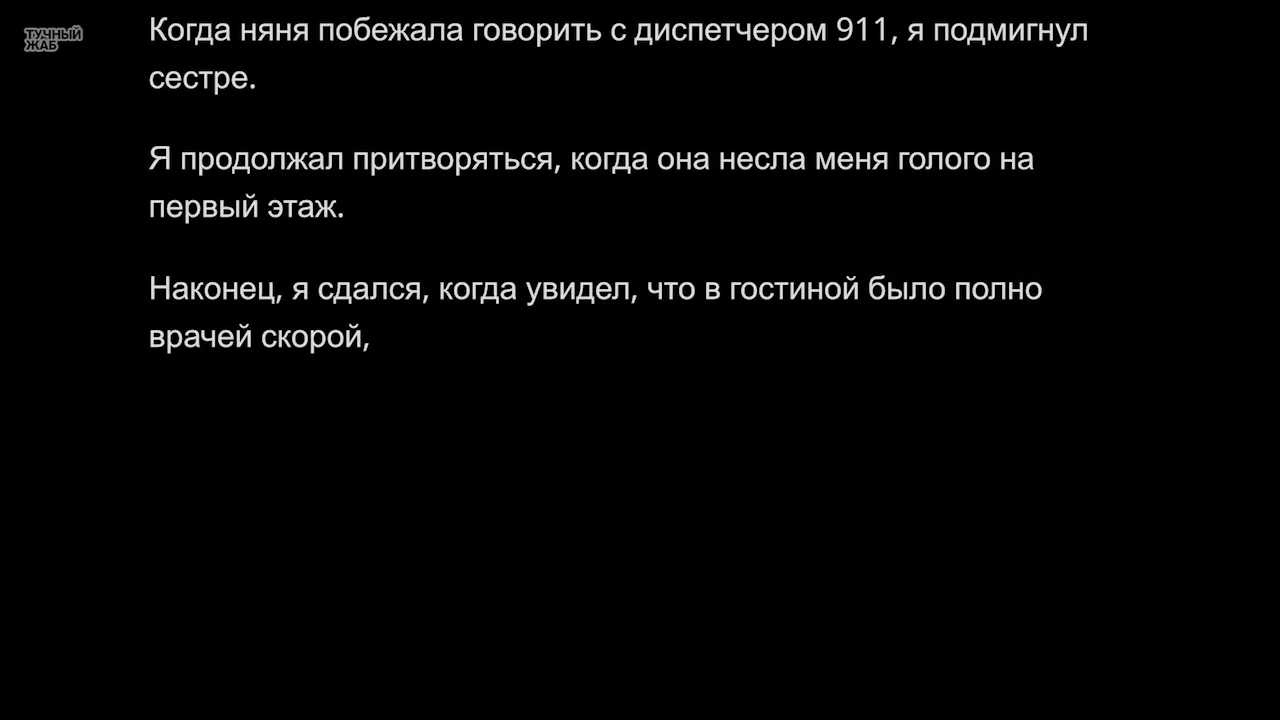 ТУЧНЫЙ
ЖАБ
Когда няня побежала говорить с диспетчером 911, я подмигнул
сестре.
Я продолжал притворяться, когда она несла меня голого на
первый этаж.
Наконец, я сдался, когда увидел, что в гостиной было полно
врачей скорой,